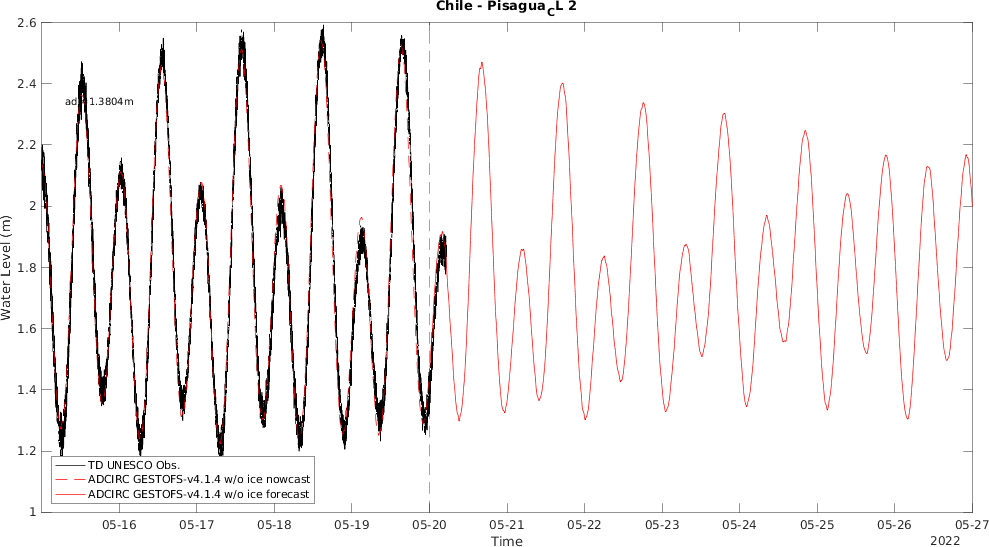 Chile - PisaguaCL 2
2.6
2.4
2.2
2
1.8
1.6
1.4
1.2
1
Water Level (m)
1.3804m
TD UNESCO Obs.
ADCIRC GESTOFS-v4.1.4 w/o ice nowcast
ADCIRC GESTOFS-v4.1.4 w/o ice forecast
05-16 05-17 05-18 05-19 05-20 05-21 05-22 05-23 05-24 05-25 05-26 05-27
Time
2022